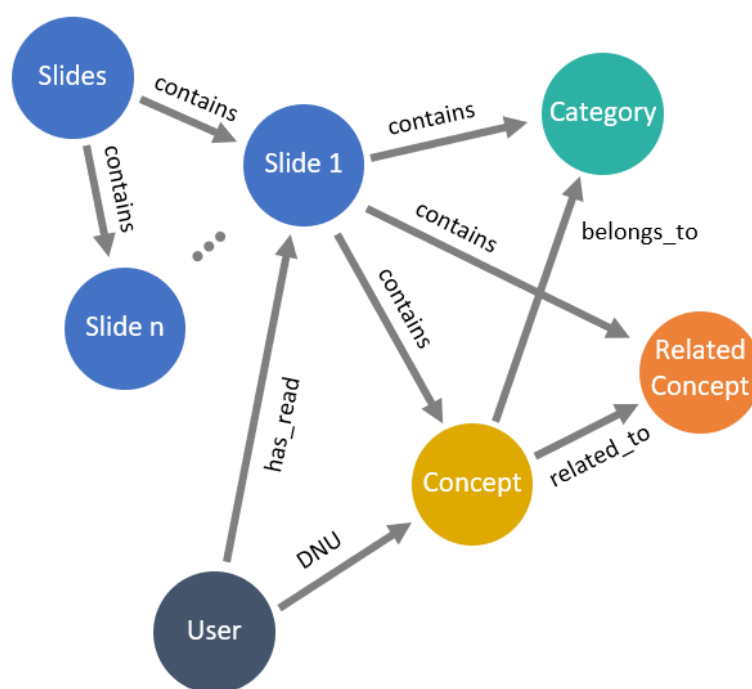 Slides
contains
contains
Slide 1
contains
Category
contains
belongs_to
Slide n
contains
Related
Concept
has_read
Concept
related_to
DNU
User